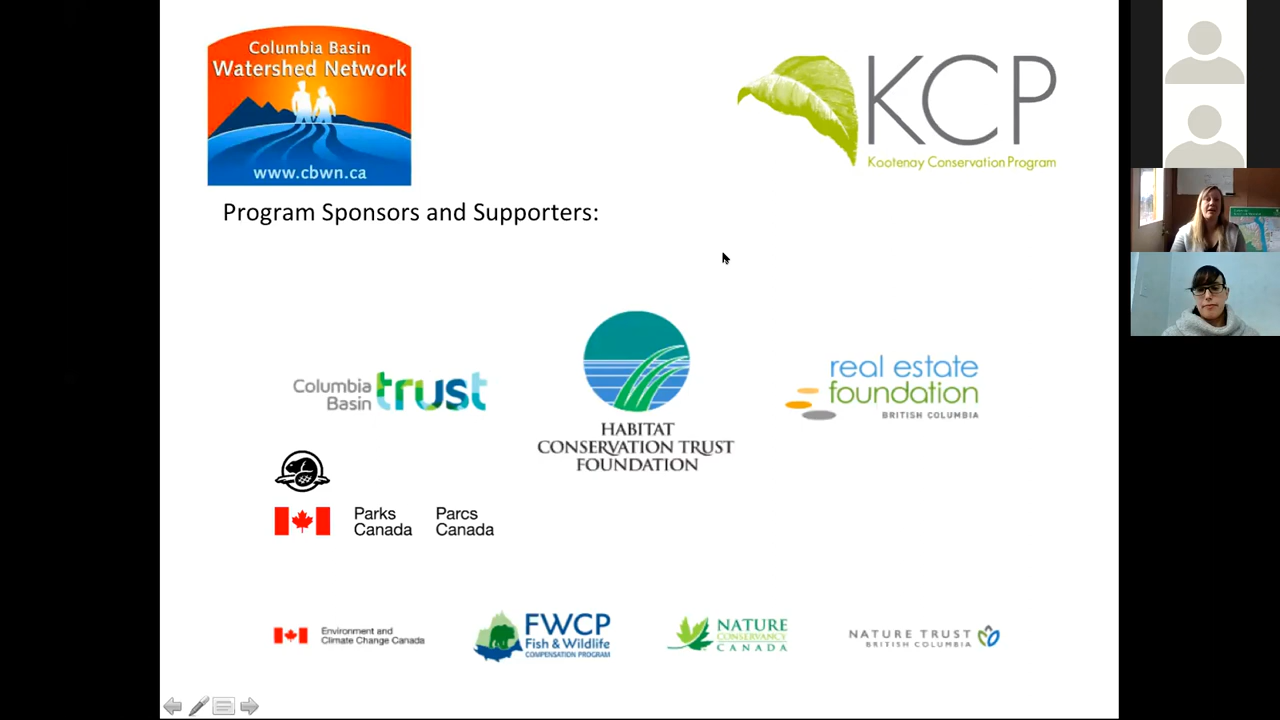 Columbia Basin
Watershed Network
www.cbwn.ca
KCP
Kootenay Conservation Program
Program Sponsors and Supporters:
Columbia
Basin
trust
HABITAT
CONSERVATION TRUST
FOUNDATION
real estate
foundation
BRITISH COLUMBIA
Parks
Canada
Parcs
Canada
Environment and
Climate Change Canada
FWCP
Fish & Wildlife
COMPENSATION PROGRAM
NATURE
CONSERVANCY
CANADA
NATURE TRUST
BRITISH COLUMBIA